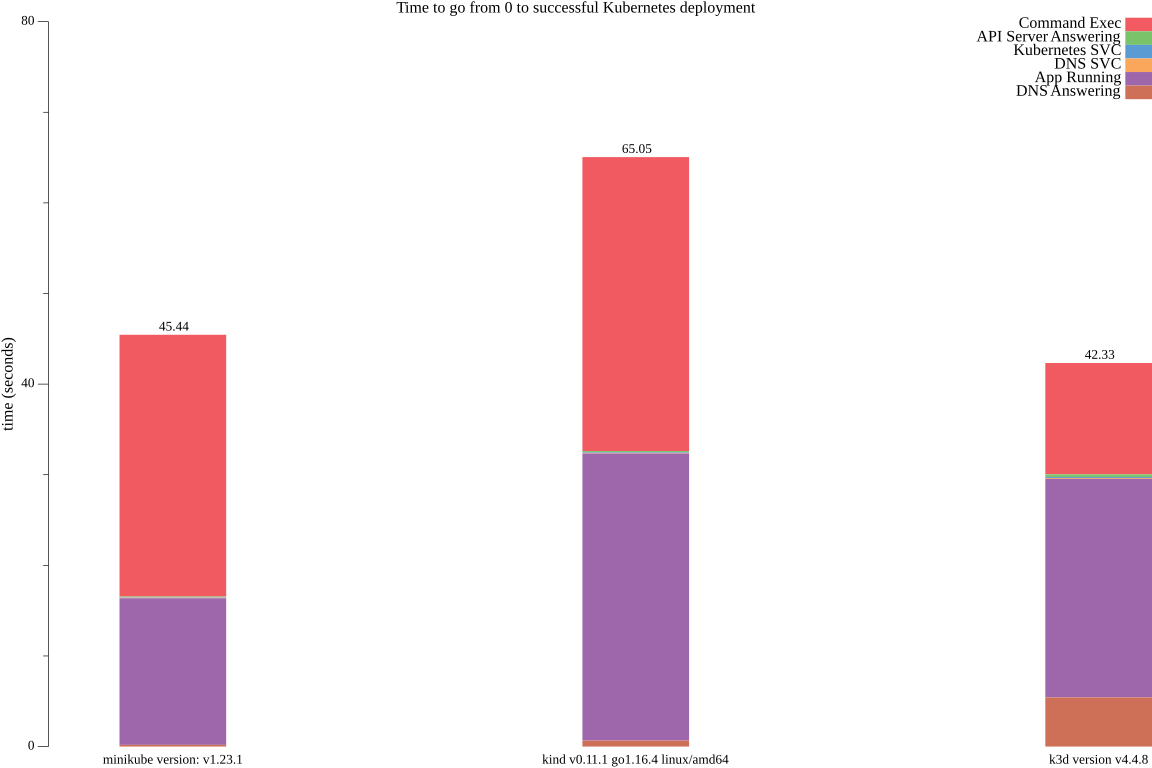 Time to go from 0 to successful Kubernetes deployment
80
Command Exec
API Server Answering
Kubernetes SVC
DNS SVC
App Running
DNS Answering
65.05
45.44
42.33
40
time (seconds)
0
minikube version: v1.23.1
kind v0.11.1 go1.16.4 linux/amd64
k3d version v4.4.8